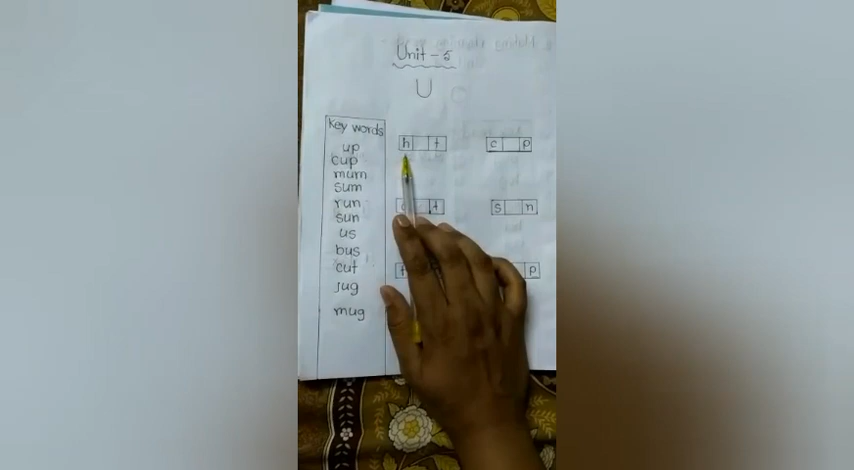 Unit - 5
U
Key words
up
cup
mum
sum
run
sun
us
bus
cut
jug
mug
h t
c p
c t
s n
t
p